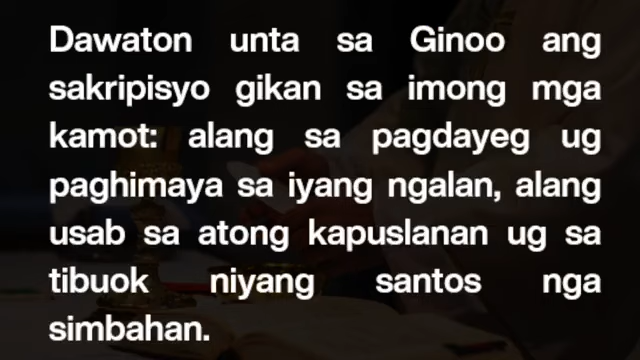 Dawaton unta sa Ginoo ang
sakripisyo gikan sa imong mga
kamot: alang sa pagdayeg ug
paghimaya sa iyang ngalan, alang
usab sa atong kapuslanan ug sa
tibuok niyang santos nga
simbahan.